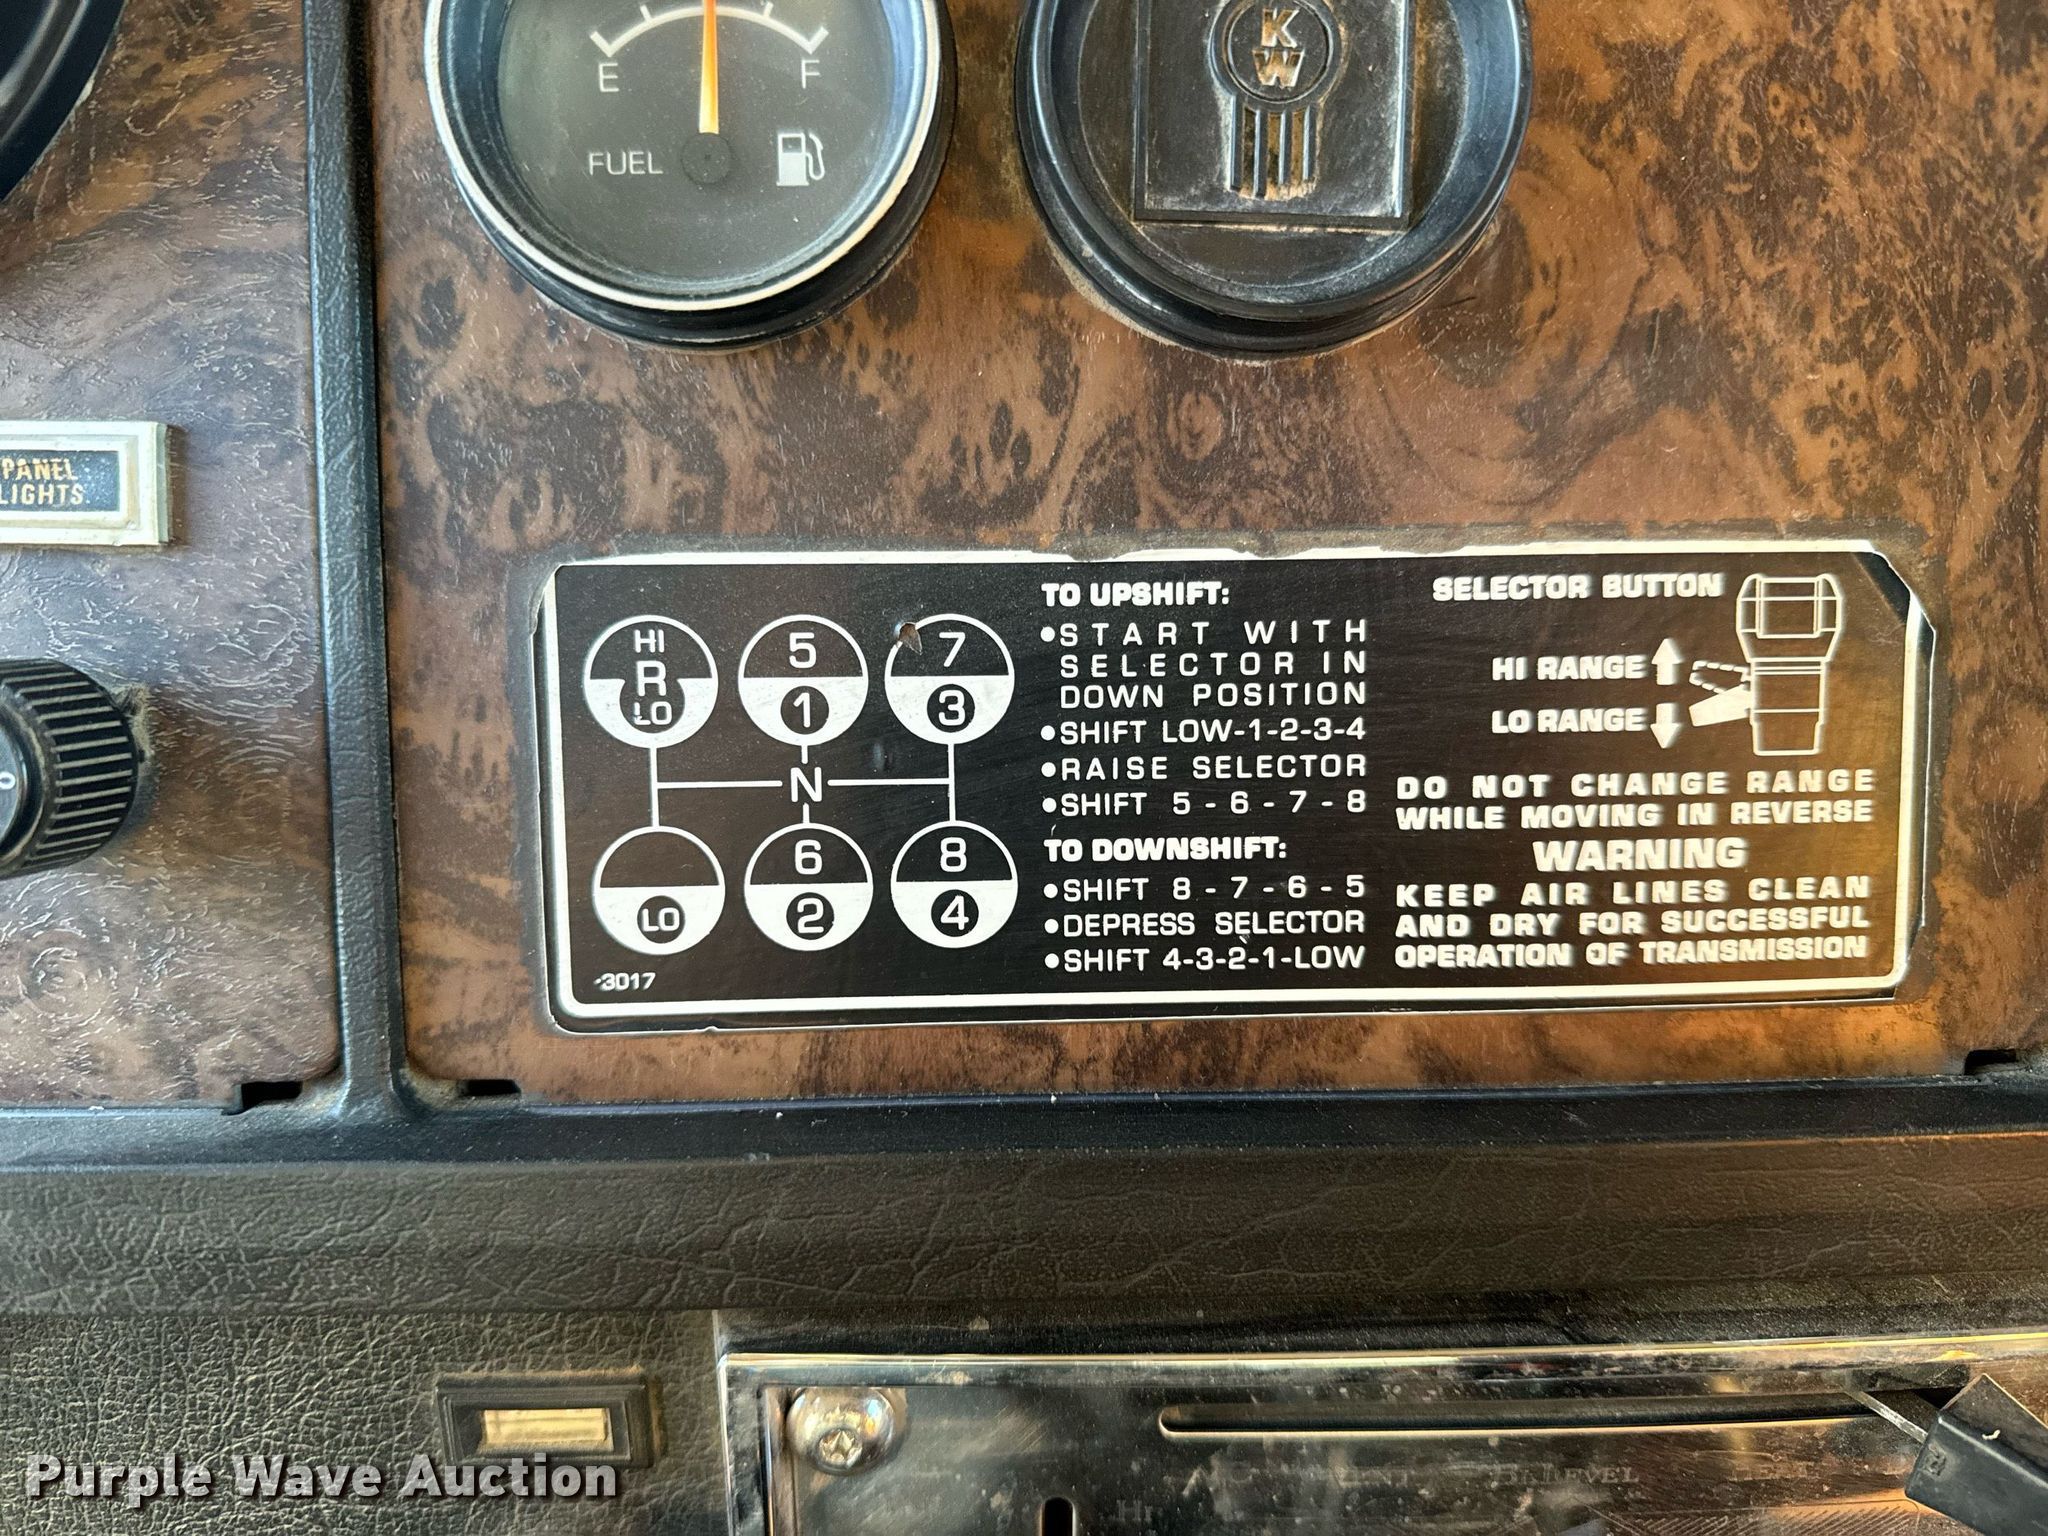 E
F
FUEL
K
W
PANEL
LIGHTS
0
HI
R
LO
5
1
7
3
N
LO
6
2
8
4
-3017
TO UPSHIFT:
•START WITH
SELECTOR IN
DOWN POSITION
•SHIFT LOW-1-2-3-4
•RAISE SELECTOR
•SHIFT 5 - 6 - 7 - 8
TO DOWNSHIFT:
•SHIFT 8 - 7 - 6 - 5
•DEPRESS SELECTOR
•SHIFT 4-3-2-1-LOW
SELECTOR BUTTON
HI RANGE
LO RANGE
DO NOT CHANGE RANGE
WHILE MOVING IN REVERSE
WARNING
KEEP AIR LINES CLEAN
AND DRY FOR SUCCESSFUL
OPERATION OF TRANSMISSION
HI
Purple Wave Auction